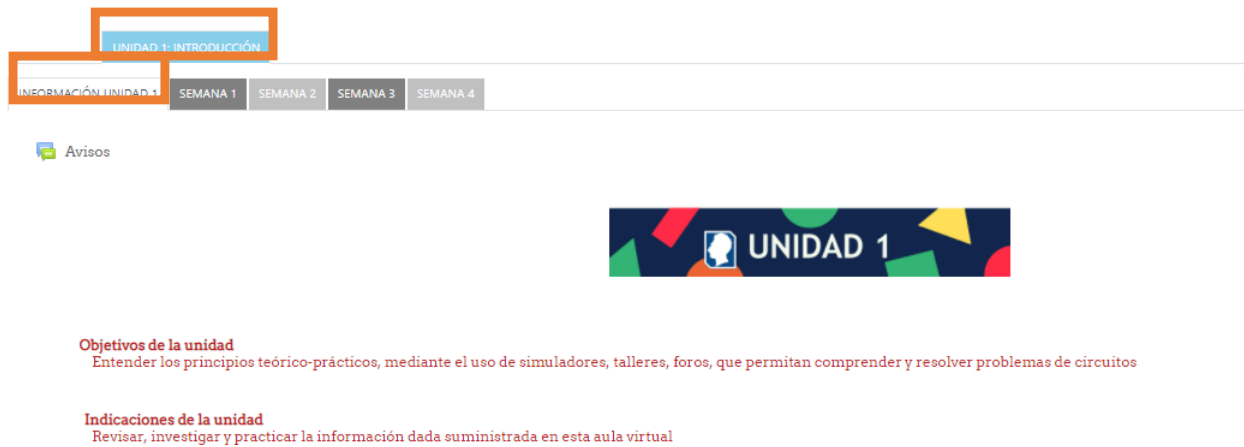 UNIDAD 1: INTRODUCCIÓN
INFORMACIÓN UNIDAD 1 SEMANA 1 SEMANA 2 SEMANA 3 SEMANA 4
Avisos
UNIDAD 1
Objetivos de la unidad
Entender los principios teórico-prácticos, mediante el uso de simuladores, talleres, foros, que permitan comprender y resolver problemas de circuitos
Indicaciones de la unidad
Revisar, investigar y practicar la información dada suministrada en esta aula virtual